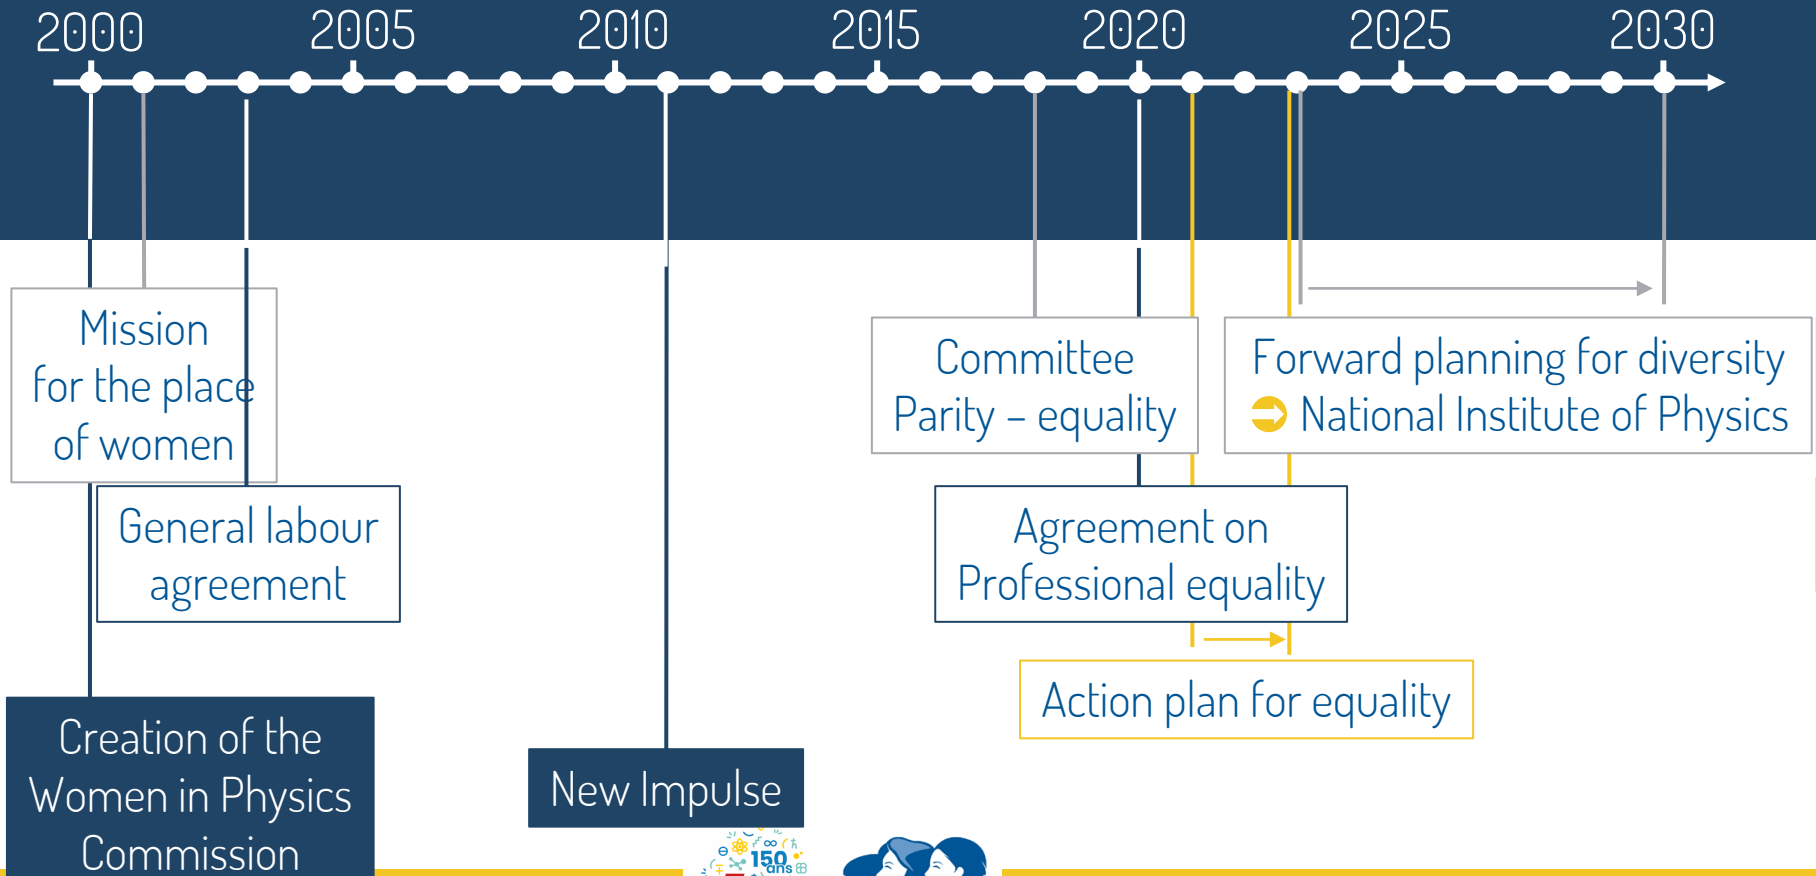 2000 2005 2010 2015 2020 2025 2030
Mission
for the place
of women
General labour
agreement
Creation of the
Women in Physics
Commission
New Impulse
Committee
Parity – equality
Agreement on
Professional equality
Action plan for equality
Forward planning for diversity
National Institute of Physics
150
ans